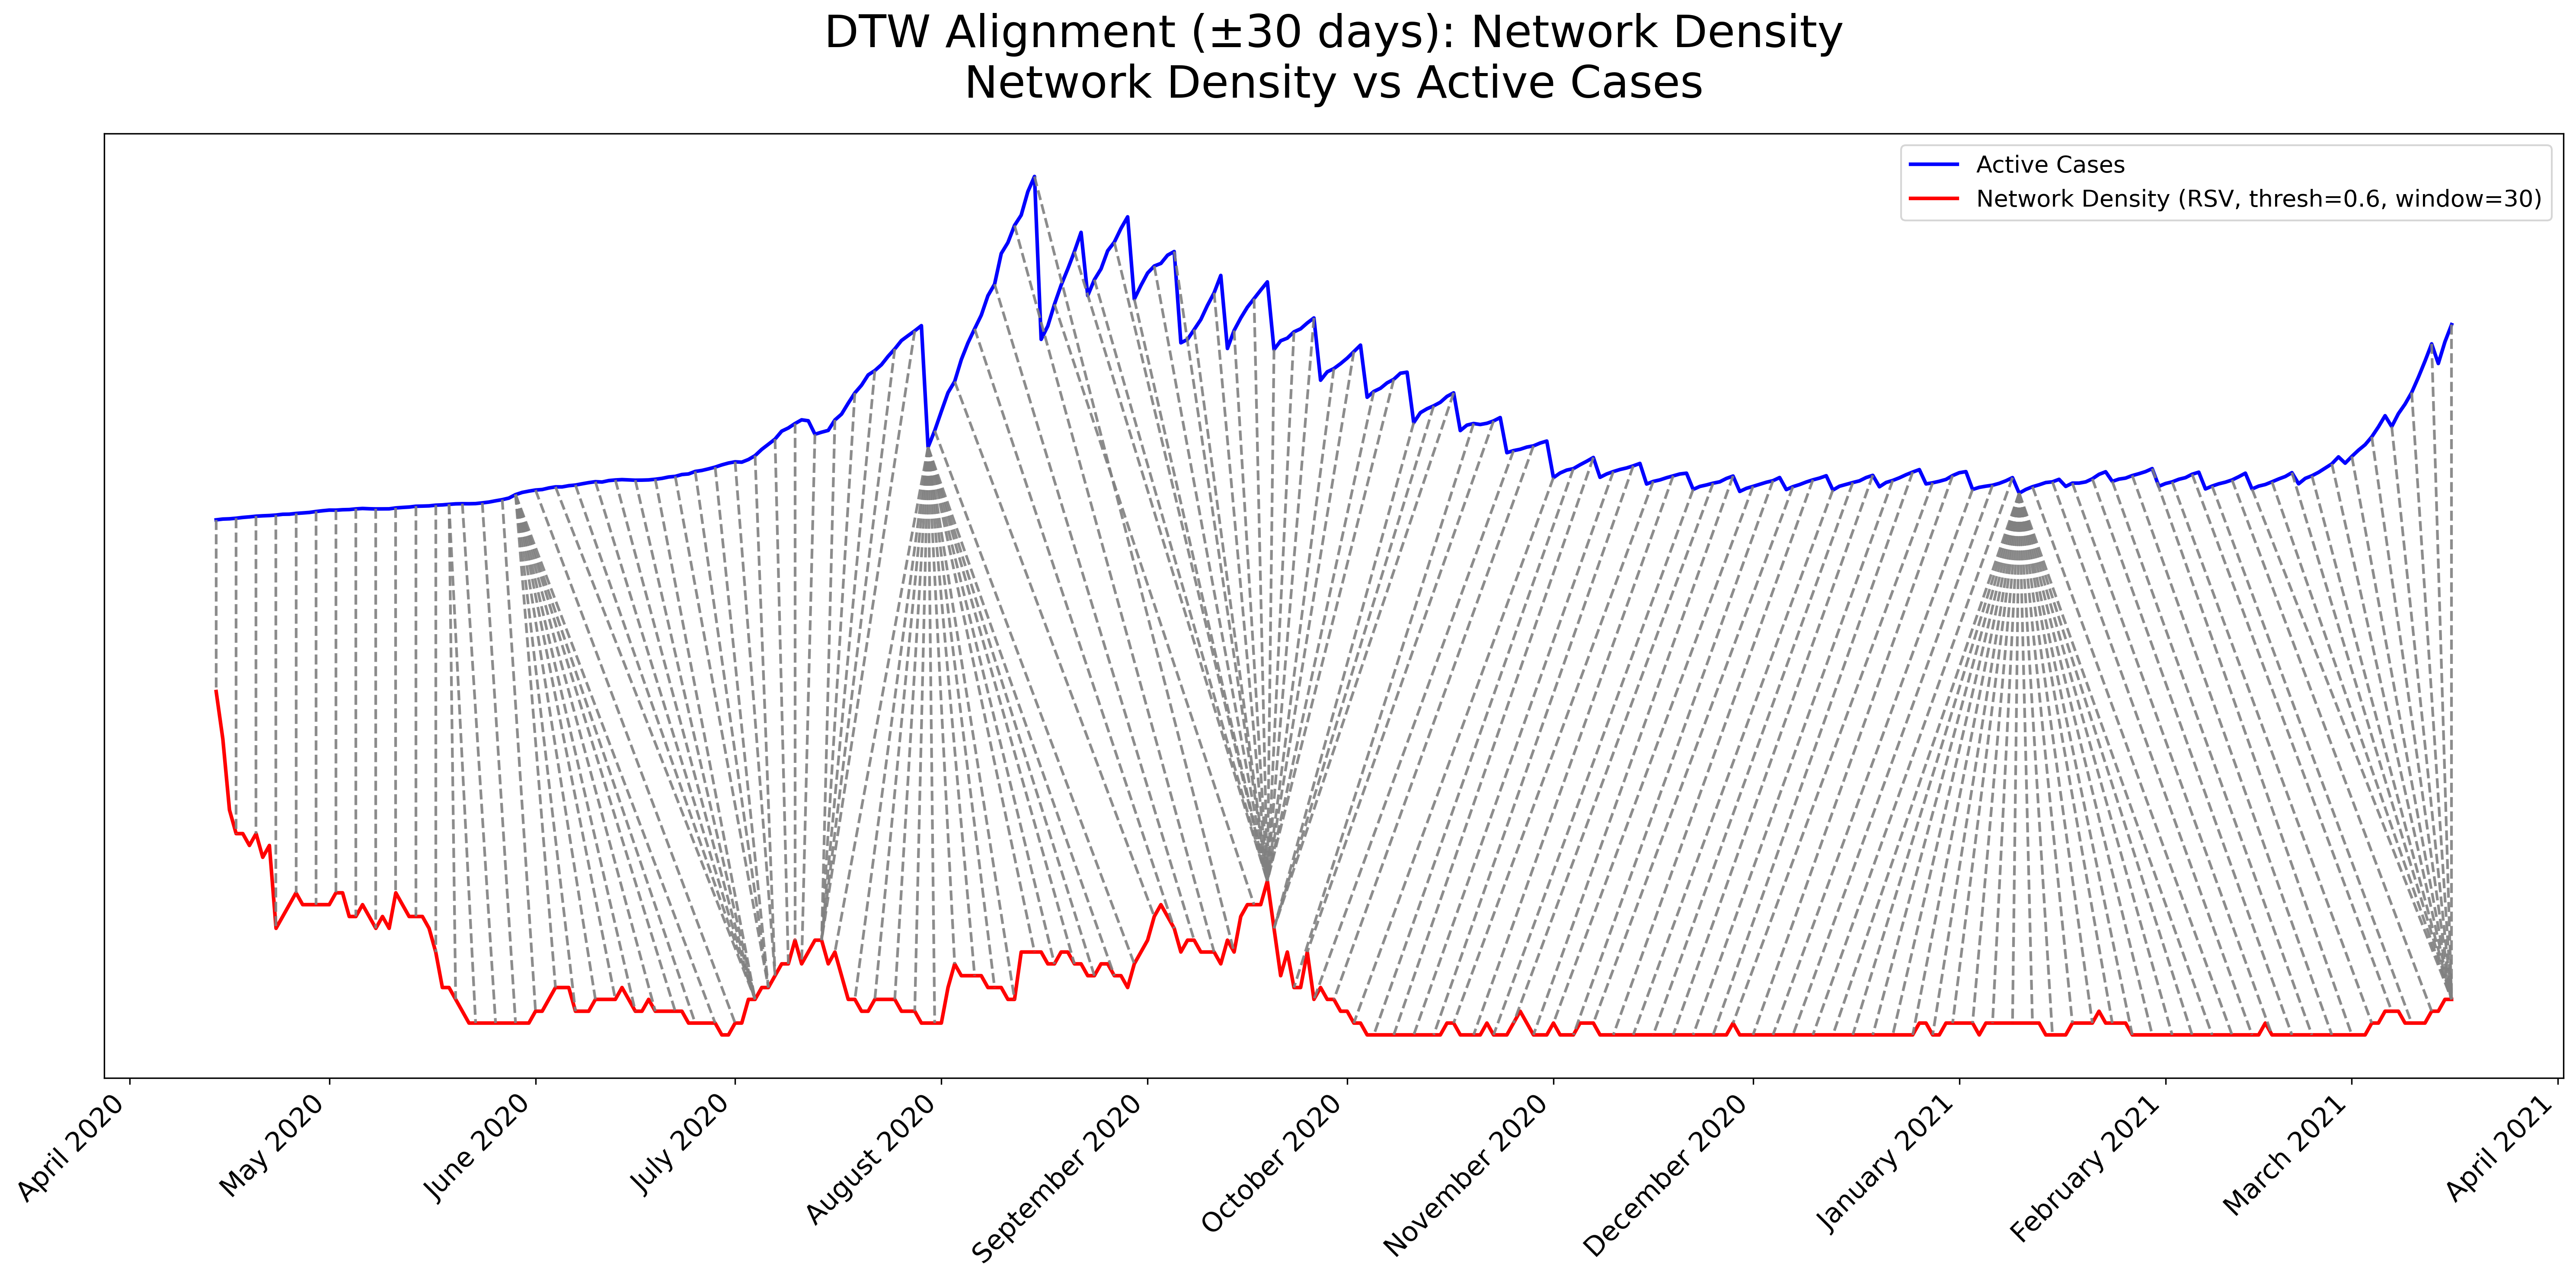 DTW Alignment (±30 days): Network Density
Network Density vs Active Cases
Active Cases
Network Density (RSV, thresh=0.6, window=30)
April 2020
May 2020
June 2020
July 2020
August 2020
September 2020
October 2020
November 2020
December 2020
January 2021
February 2021
March 2021
April 2021